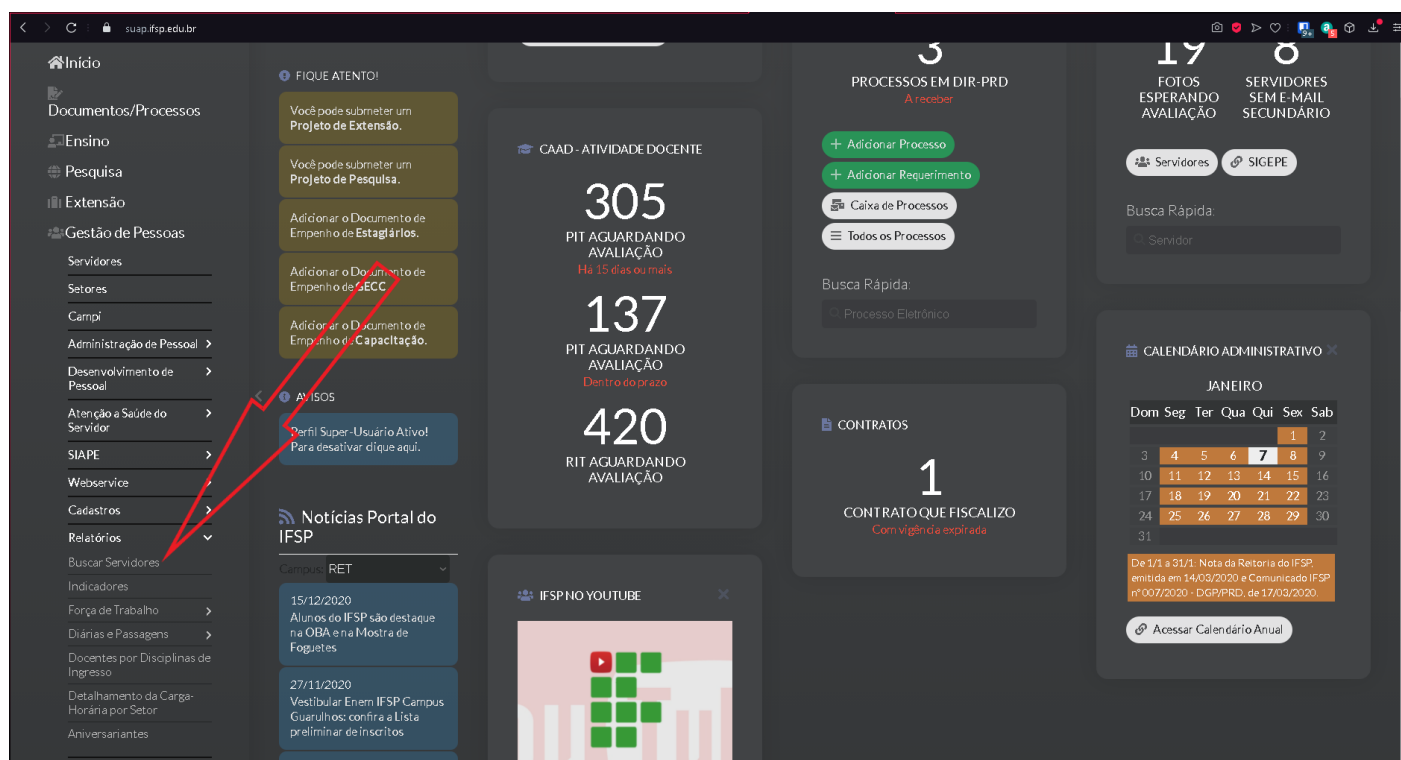 suap.ifsp.edu.br
Início
Documentos/Processos
Ensino
Pesquisa
Extensão
Gestão de Pessoas
Servidores
Setores
Campi
Administração de Pessoal
Desenvolvimento de
Pessoal
Atenção a Saúde do
Servidor
SIAPE
Webservice
Cadastros
Relatórios
Buscar Servidores
Indicadores
Força de Trabalho
Diárias e Passagens
Docentes por Disciplinas de
Ingresso
Detalhamento da Carga-
Horária por Setor
Aniversariantes
FIQUE ATENTO!
Você pode submeter um
Projeto de Extensão.
Você pode submeter um
Projeto de Pesquisa.
Adicionar o Documento de
Empenho de Estagiários.
Adicionar o Documento de
Empenho de GECC
Adicionar o Documento de
Empenho de Capacitação.
AVISOS
Perfil Super-Usuário Ativo!
Para desativar clique aqui.
Notícias Portal do
IFSP
Campus: RET
15/12/2020
Alunos do IFSP são destaque
na OBA e na Mostra de
Foguetes
27/11/2020
Vestibular Enem IFSP Campus
Guarulhos: confira a Lista
preliminar de inscritos
CAAD - ATIVIDADE DOCENTE
305
PIT AGUARDANDO
AVALIAÇÃO
Há 15 dias ou mais
137
PIT AGUARDANDO
AVALIAÇÃO
Dentro do prazo
420
RIT AGUARDANDO
AVALIAÇÃO
IFSP NO YOUTUBE
3
PROCESSOS EM DIR-PRD
A receber
Adicionar Processo
Adicionar Requerimento
Caixa de Processos
Todos os Processos
Busca Rápida:
Processo Eletrônico
CONTRATOS
1
CONTRATO QUE FISCALIZO
Com vigência expirada
19 8
FOTOS SERVIDORES
ESPERANDO SEM E-MAIL
AVALIAÇÃO SECUNDÁRIO
Servidores SIGEPE
Busca Rápida:
Servidor
CALENDÁRIO ADMINISTRATIVO
JANEIRO
Dom Seg Ter Qua Qui Sex Sab
1 2
3 4 5 6 7 8 9
10 11 12 13 14 15 16
17 18 19 20 21 22 23
24 25 26 27 28 29 30
31
De 1/1 a 31/1: Nota da Reitoria do IFSP,
emitida em 14/03/2020 e Comunicado IFSP
nº 007/2020 - DGP/PRD, de 17/03/2020.
Acessar Calendário Anual